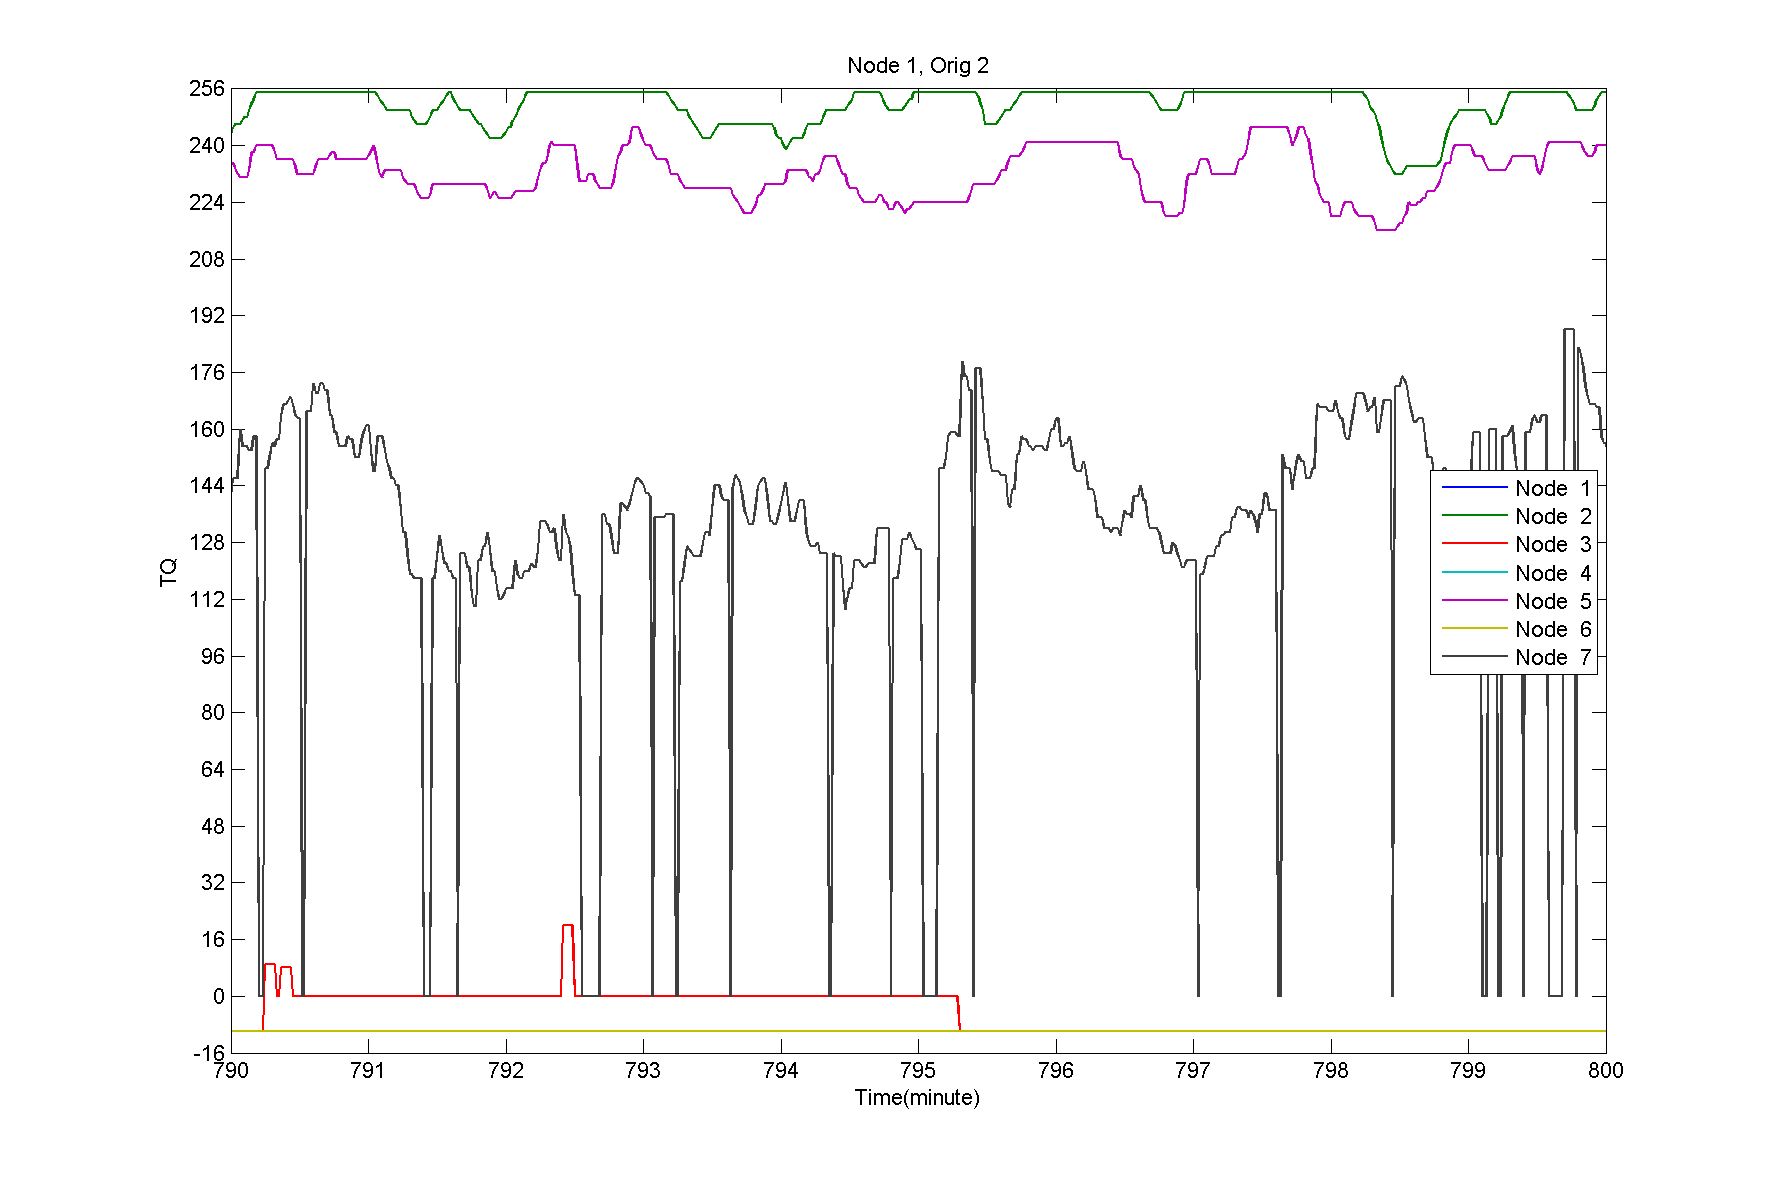 Node 1, Orig 2
256
240
224
208
192
176
160
144
128
112
96
80
64
48
32
16
0
-16
TQ
Node 1
Node 2
Node 3
Node 4
Node 5
Node 6
Node 7
790 791 792 793 794 795 796 797 798 799 800
Time(minute)